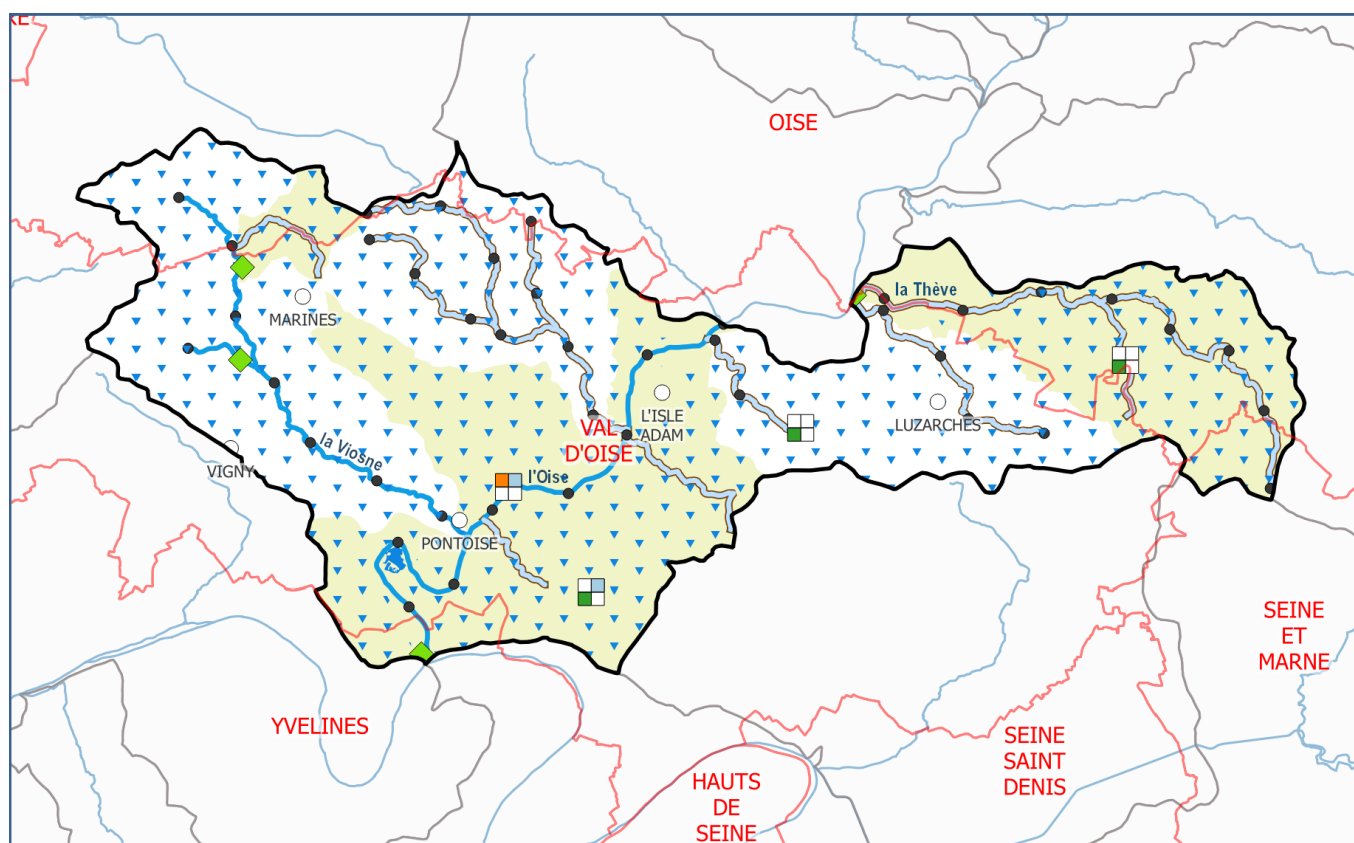 RE
OISE
la Thève
MARINES
L'ISLE
ADAM
LUZARCHES
VAL
D'OISE
la Viosne
VIGNY
l'Oise
PONTOISE
SEINE
ET
MARNE
YVELINES
SEINE
SAINT
DENIS
HAUTS
DE
SEINE